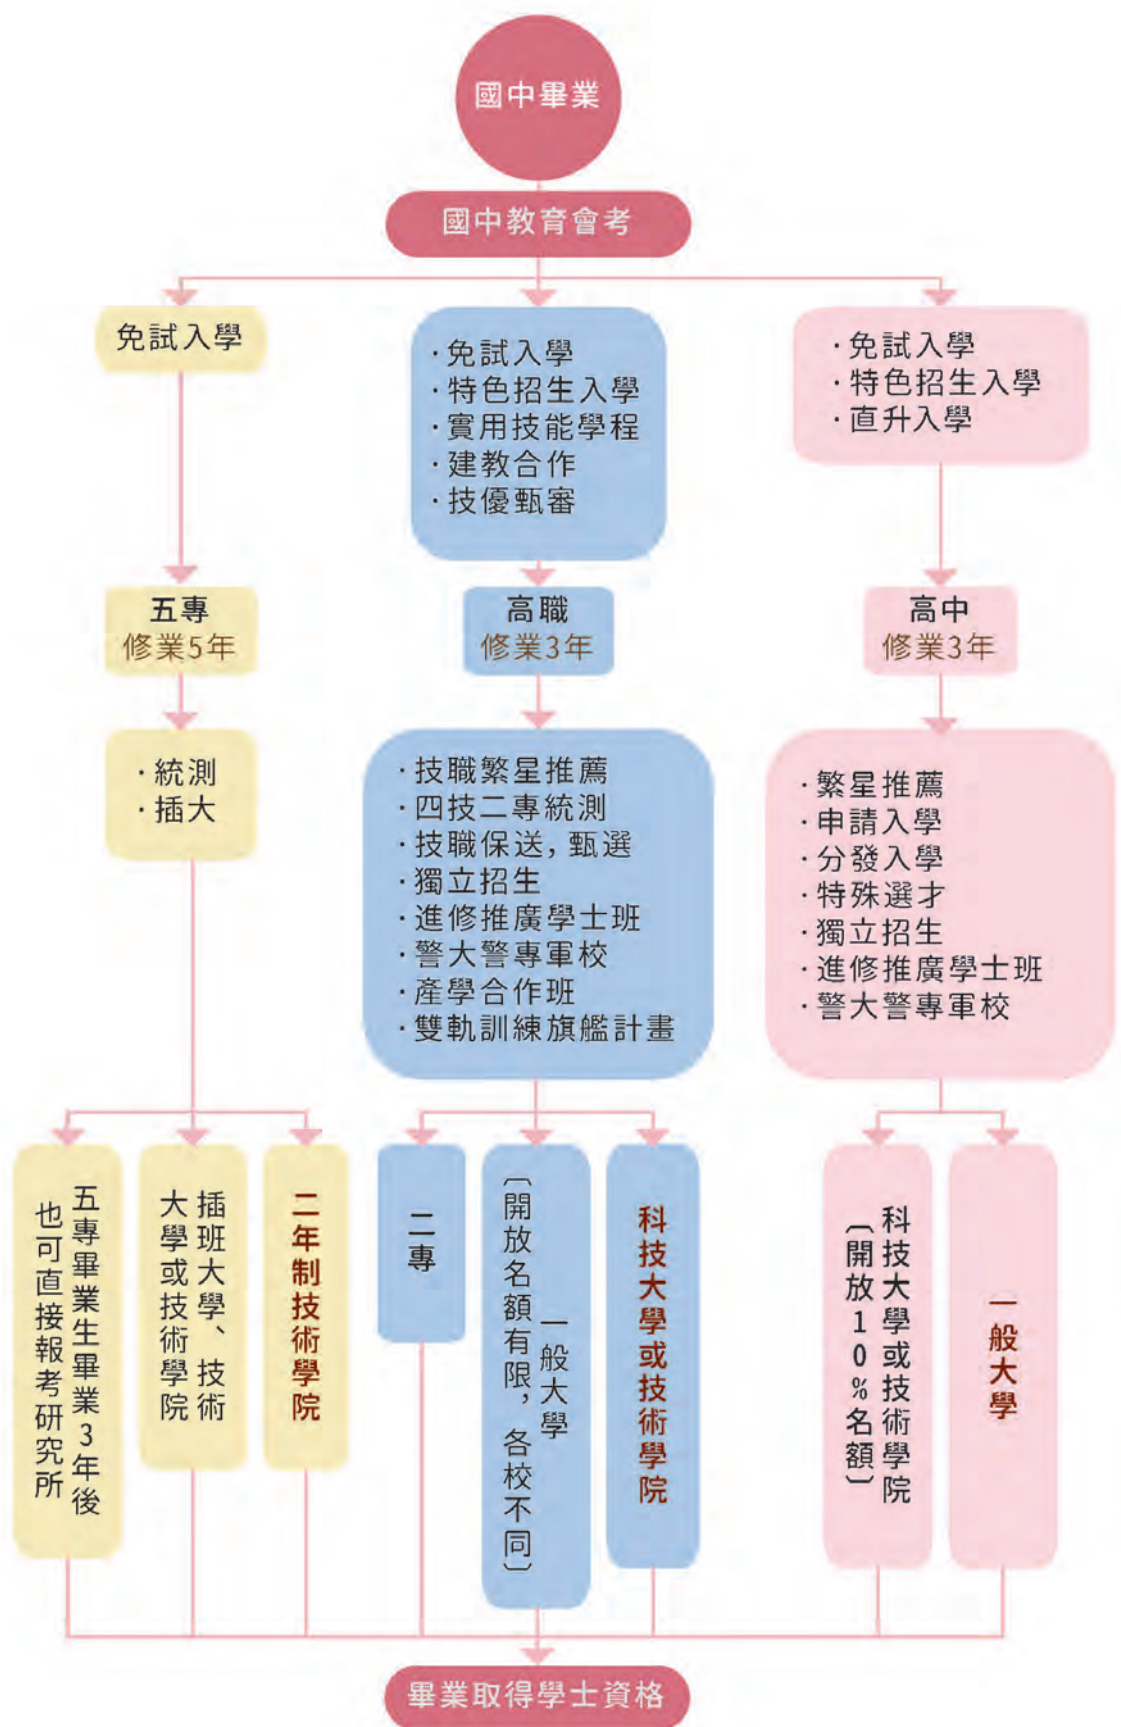 國中畢業
國中教育會考
免試入學
·免試入學
·特色招生入學
·實用技能學程
·建教合作
·技優甄審
·免試入學
·特色招生入學
·直升入學
五專
修業5年
高職
修業3年
高中
修業3年
·統測
·插大
·技職繁星推薦
·四技二專統測
·技職保送,甄選
·獨立招生
·進修推廣學士班
·警大警專軍校
·產學合作班
·雙軌訓練旗艦計畫
·繁星推薦
·申請入學
·分發入學
·特殊選才
·獨立招生
·進修推廣學士班
·警大警專軍校
五專畢業生畢業3年後
也可直接報考研究所
插班大學、技術
大學或技術學院
二年制技術學院
二專
一般大學
〔開放名額有限，各校不同〕
科技大學或技術學院
科技大學或技術學院
〔開放10%名額〕
一般大學
畢業取得學士資格